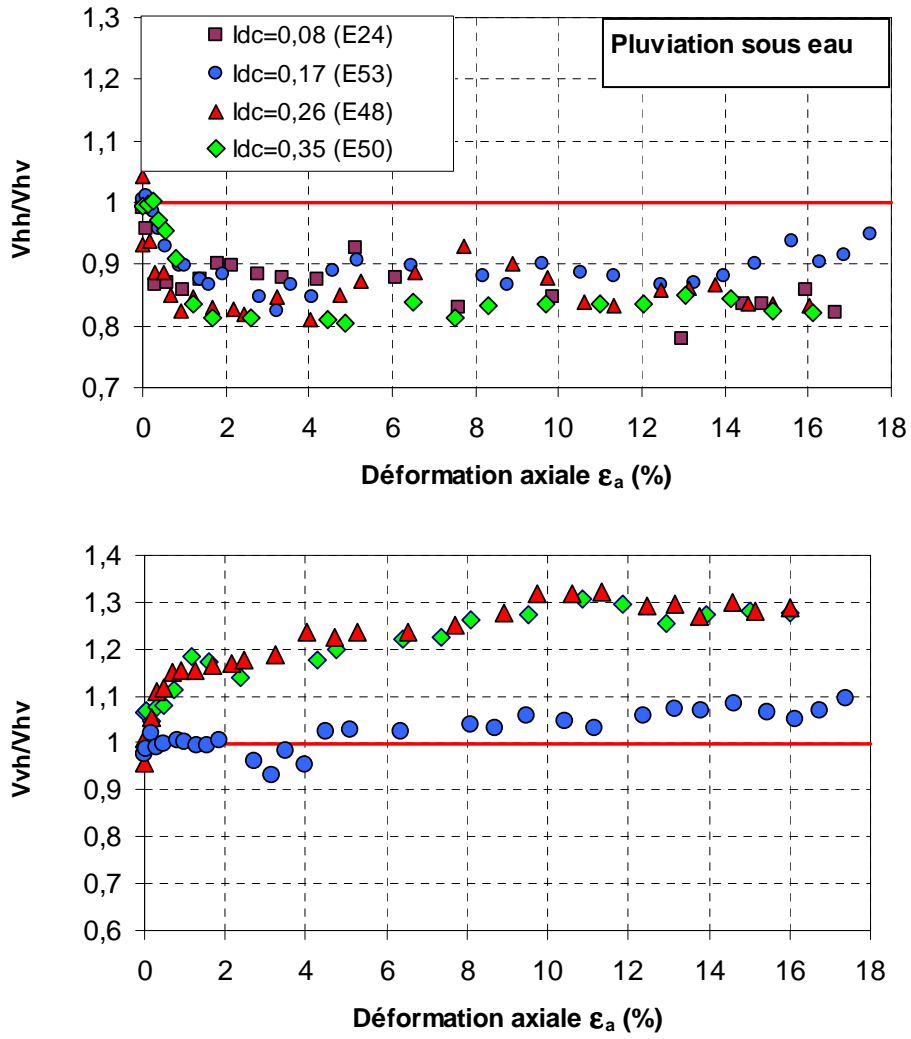 1,3
1,2
1,1
1
0,9
0,8
0,7
Vhh/Vhv
Idc=0,08 (E24)
Idc=0,17 (E53)
Idc=0,26 (E48)
Idc=0,35 (E50)
Pluviation sous eau
0 2 4 6 8 10 12 14 16 18
Déformation axiale εa (%)
1,4
1,3
1,2
1,1
1
0,9
0,8
0,7
0,6
Vvh/Vhv
0 2 4 6 8 10 12 14 16 18
Déformation axiale εa (%)